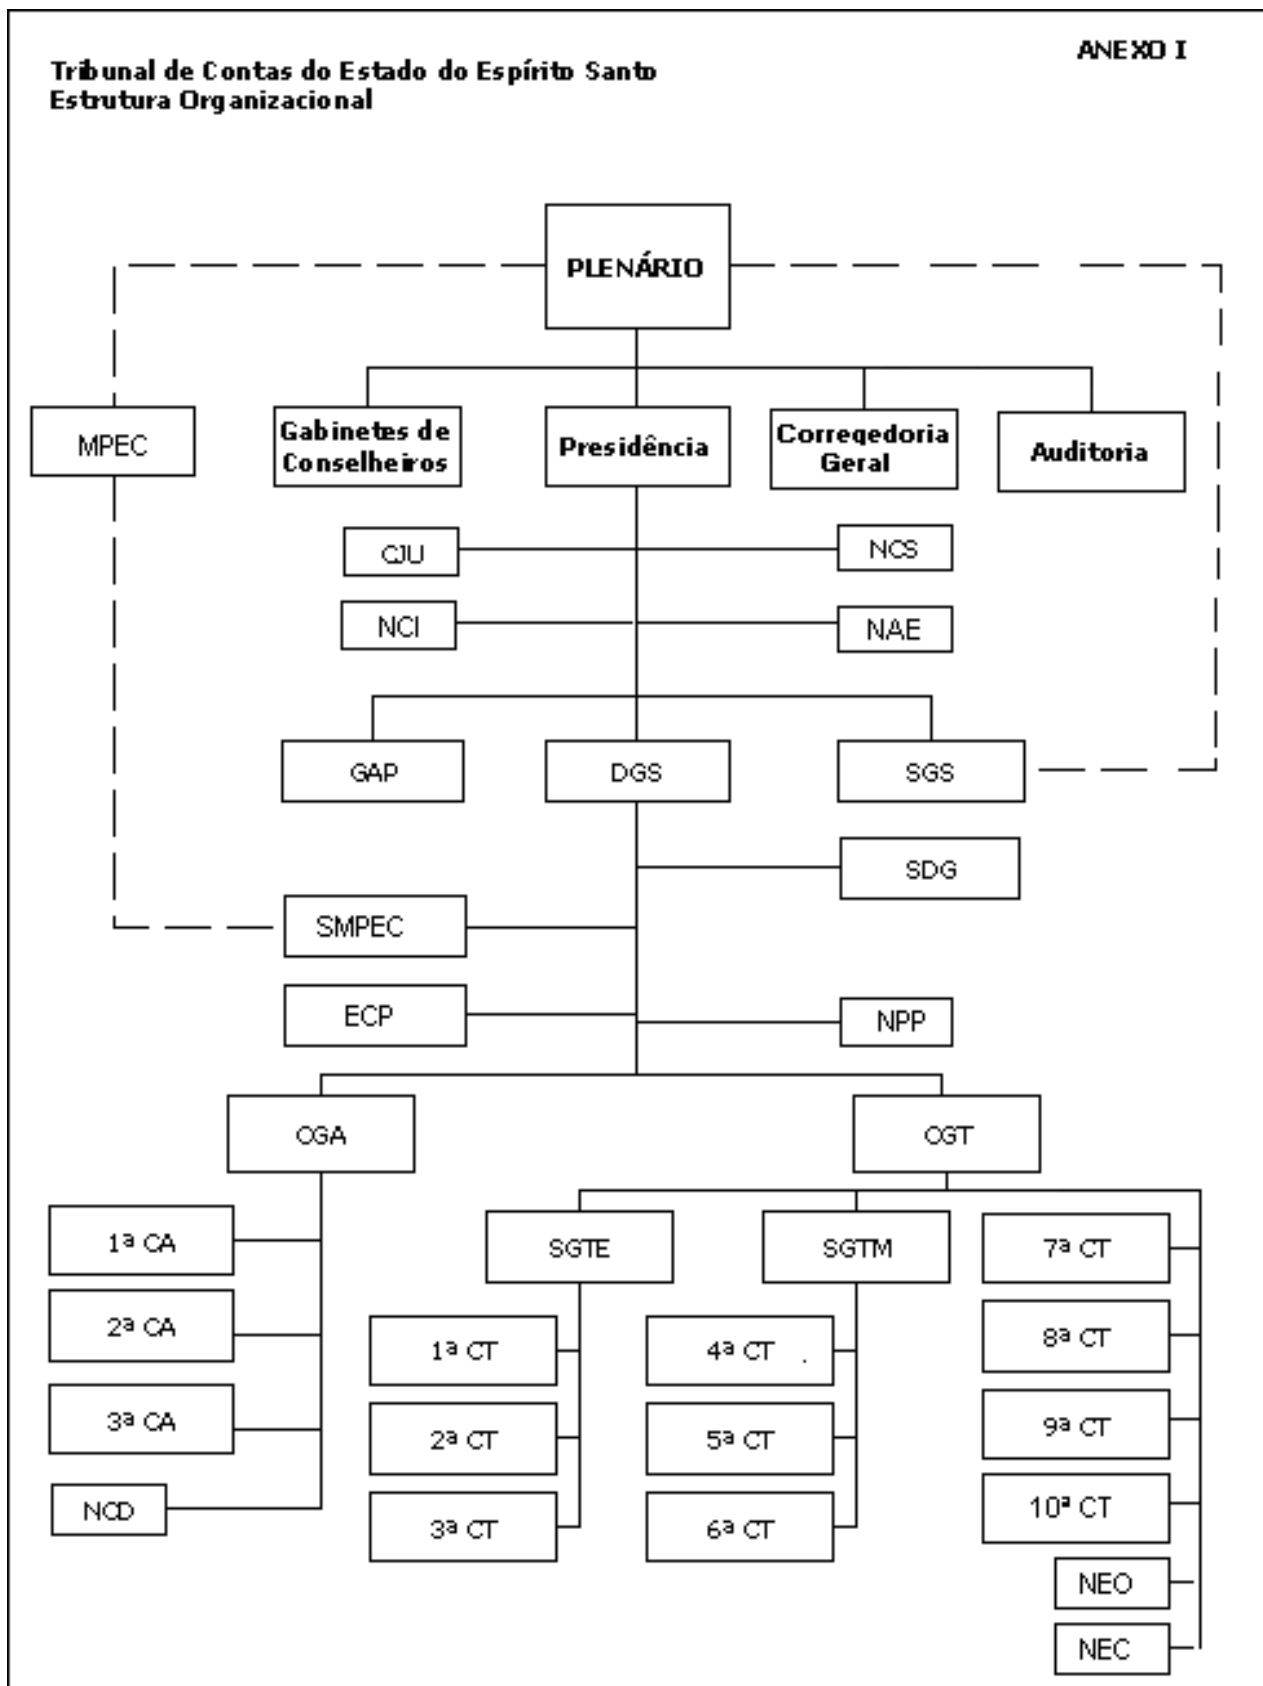 ANEXO I
Tribunal de Contas do Estado do Espírito Santo
Estrutura Organizacional
PLENÁRIO
MPEC
Gabinetes de
Conselheiros
Presidência
Corregedoria
Geral
Auditoria
CJU
NCS
NCI
NAE
GAP
DGS
SGS
SDG
SMPEC
ECP
NPP
CGA
CGT
1ª CA
2ª CA
3ª CA
NCD
SGTE
1ª CT
2ª CT
3ª CT
SGTM
4ª CT
5ª CT
6ª CT
7ª CT
8ª CT
9ª CT
10ª CT
NEO
NEC